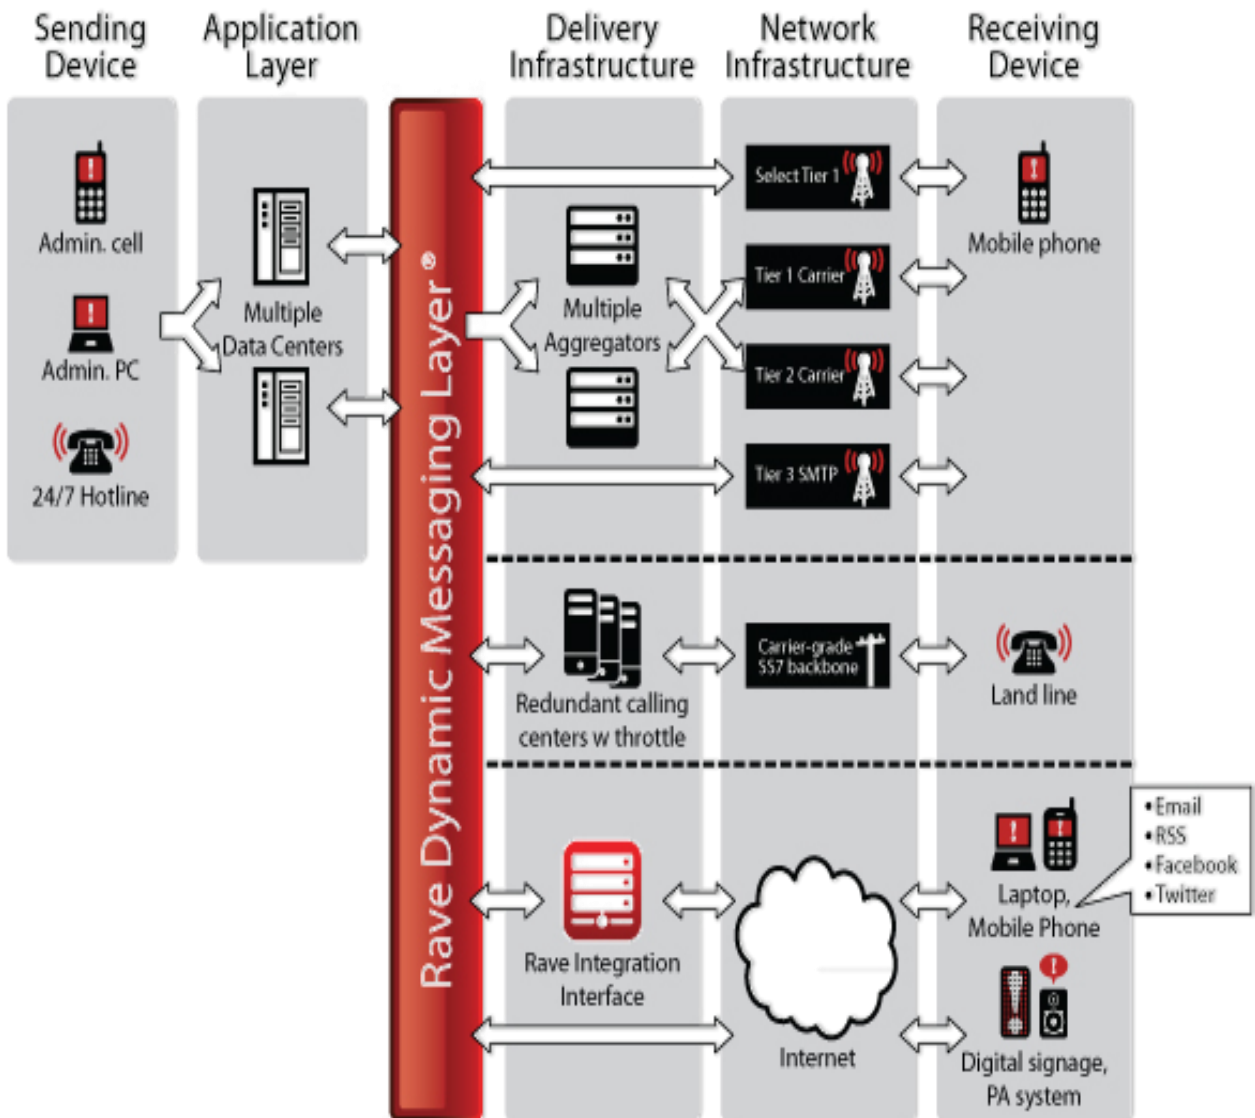 Sending
Device
Application
Layer
Delivery
Infrastructure
Network
Infrastructure
Receiving
Device
Admin. cell
Admin. PC
24/7 Hotline
Multiple
Data Centers
Rave Dynamic Messaging Layer®
Multiple
Aggregators
Select Tier 1
Tier 1 Carrier
Tier 2 Carrier
Tier 3 SMTP
Mobile phone
Redundant calling
centers w throttle
Carrier-grade
SS7 backbone
Land line
Rave Integration
Interface
Internet
Laptop,
Mobile Phone
• Email
• RSS
• Facebook
• Twitter
Digital signage,
PA system